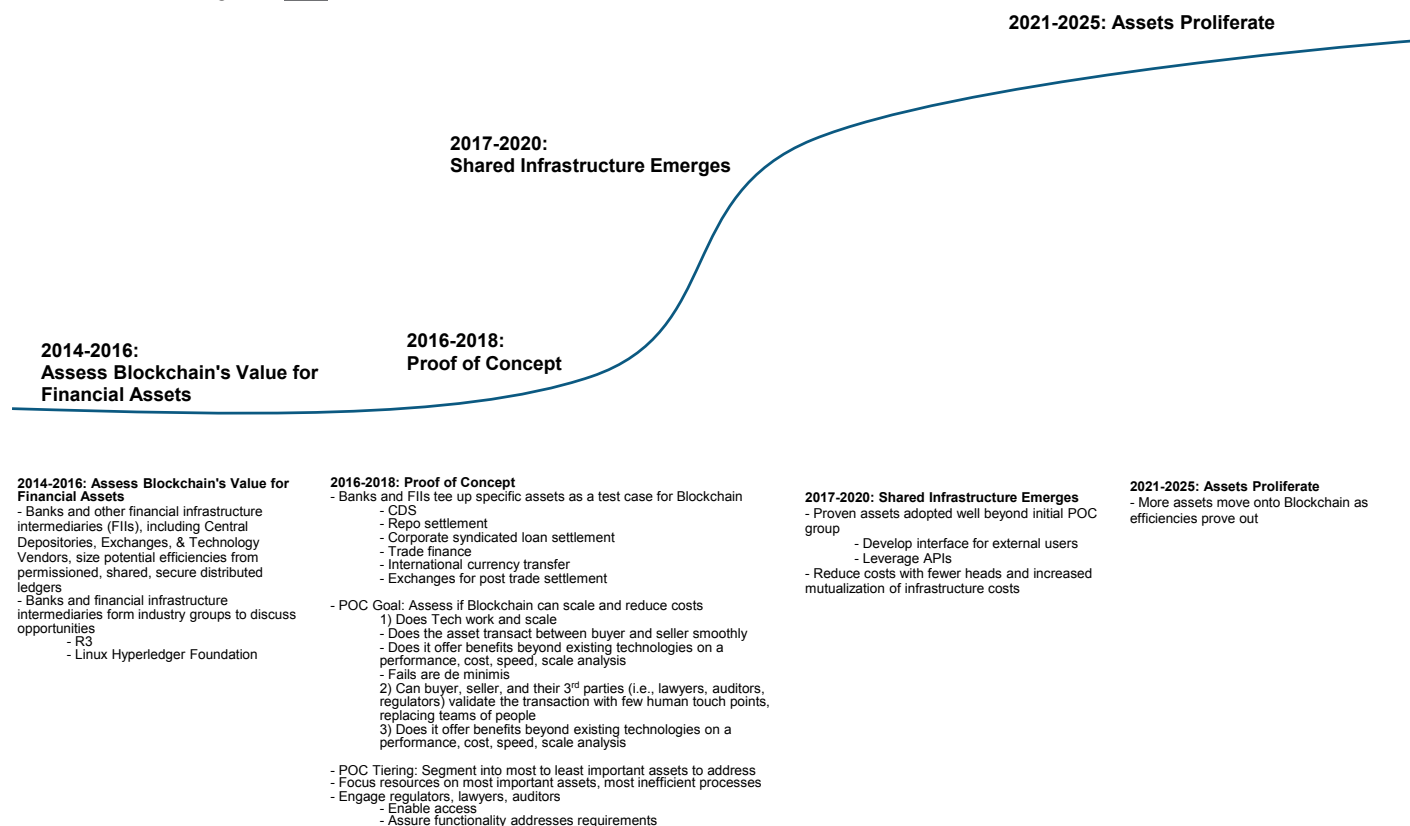 2021-2025: Assets Proliferate
2017-2020:
Shared Infrastructure Emerges
2016-2018:
Proof of Concept
2014-2016:
Assess Blockchain's Value for
Financial Assets
2014-2016: Assess Blockchain's Value for
Financial Assets
- Banks and other financial infrastructure
intermediaries (FIIs), including Central
Depositories, Exchanges, & Technology
Vendors, size potential efficiencies from
permissioned, shared, secure distributed
ledgers
- Banks and financial infrastructure
intermediaries form industry groups to discuss
opportunities
- R3
- Linux Hyperledger Foundation
2016-2018: Proof of Concept
- Banks and FIIs tee up specific assets as a test case for Blockchain
- CDS
- Repo settlement
- Corporate syndicated loan settlement
- Trade finance
- International currency transfer
- Exchanges for post trade settlement
- POC Goal: Assess if Blockchain can scale and reduce costs
1) Does Tech work and scale
- Does the asset transact between buyer and seller smoothly
- Does it offer benefits beyond existing technologies on a
performance, cost, speed, scale analysis
- Fails are de minimis
2) Can buyer, seller, and their 3rd parties (i.e., lawyers, auditors,
regulators) validate the transaction with few human touch points,
replacing teams of people
3) Does it offer benefits beyond existing technologies on a
performance, cost, speed, scale analysis
- POC Tiering: Segment into most to least important assets to address
- Focus resources on most important assets, most inefficient processes
- Engage regulators, lawyers, auditors
- Enable access
- Assure functionality addresses requirements
2017-2020: Shared Infrastructure Emerges
- Proven assets adopted well beyond initial POC
group
- Develop interface for external users
- Leverage APIs
- Reduce costs with fewer heads and increased
mutualization of infrastructure costs
2021-2025: Assets Proliferate
- More assets move onto Blockchain as
efficiencies prove out